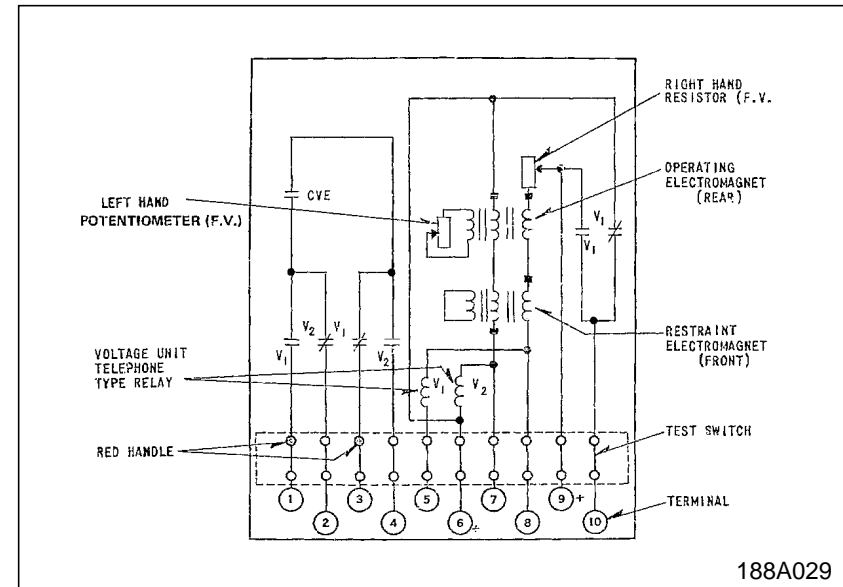 RIGHT HAND
RESISTOR (F.V.
OPERATING
ELECTROMAGNET
(REAR)
CVE
LEFT HAND
POTENTIOMETER (F.V.)
V1
V1
V2
V1
V1
V2
RESTRAINT
ELECTROMAGNET
(FRONT)
VOLTAGE UNIT
TELEPHONE
TYPE RELAY
V1
V2
TEST SWITCH
RED HANDLE
1
3
5
7
9 +
TERMINAL
2
4
6 ÷
8
10
188A029